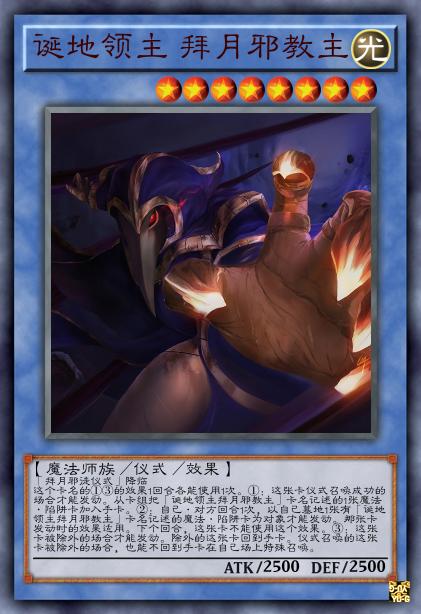 诞地领主 拜月邪教主
光
【魔法师族／仪式／效果】
「拜月邪徒仪式」降临
这个卡名的①③的效果1回合各能使用1次。①：这张卡仪式召唤成功的
场合才能发动。从卡组把「诞地领主拜月邪教主」卡名记述的1张魔法
·陷阱卡加入手卡。②：自己·对方回合1次，以自己墓地1张有「诞地
领主拜月邪教主」卡名记述的魔法·陷阱卡为对象才能发动。那张卡
发动时的效果适用。下个回合，这张卡不能使用这个效果。③：这张
卡被除外的场合才能发动。除外的这张卡回到手卡。仪式召唤的这张
卡被除外的场合，也能不回到手卡在自己场上特殊召唤。
ATK/2500 DEF/2500